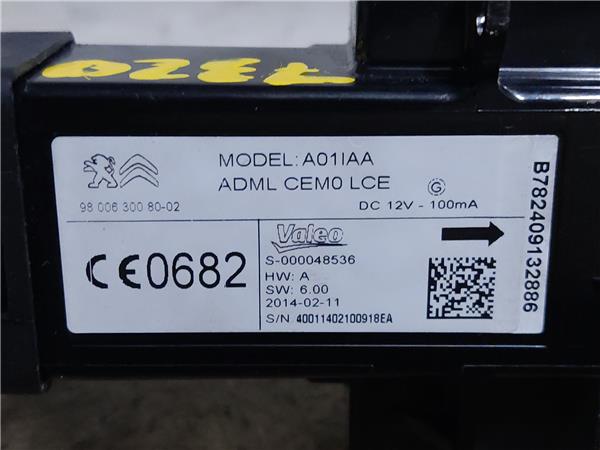 MODEL: A01IAA
ADML CEM0 LCE
G
98 006 300 80-02
DC 12V - 100mA
CE0682
Valeo
S-000048536
HW: A
SW: 6.00
2014-02-11
S/N 40011402100918EA
B782409132886